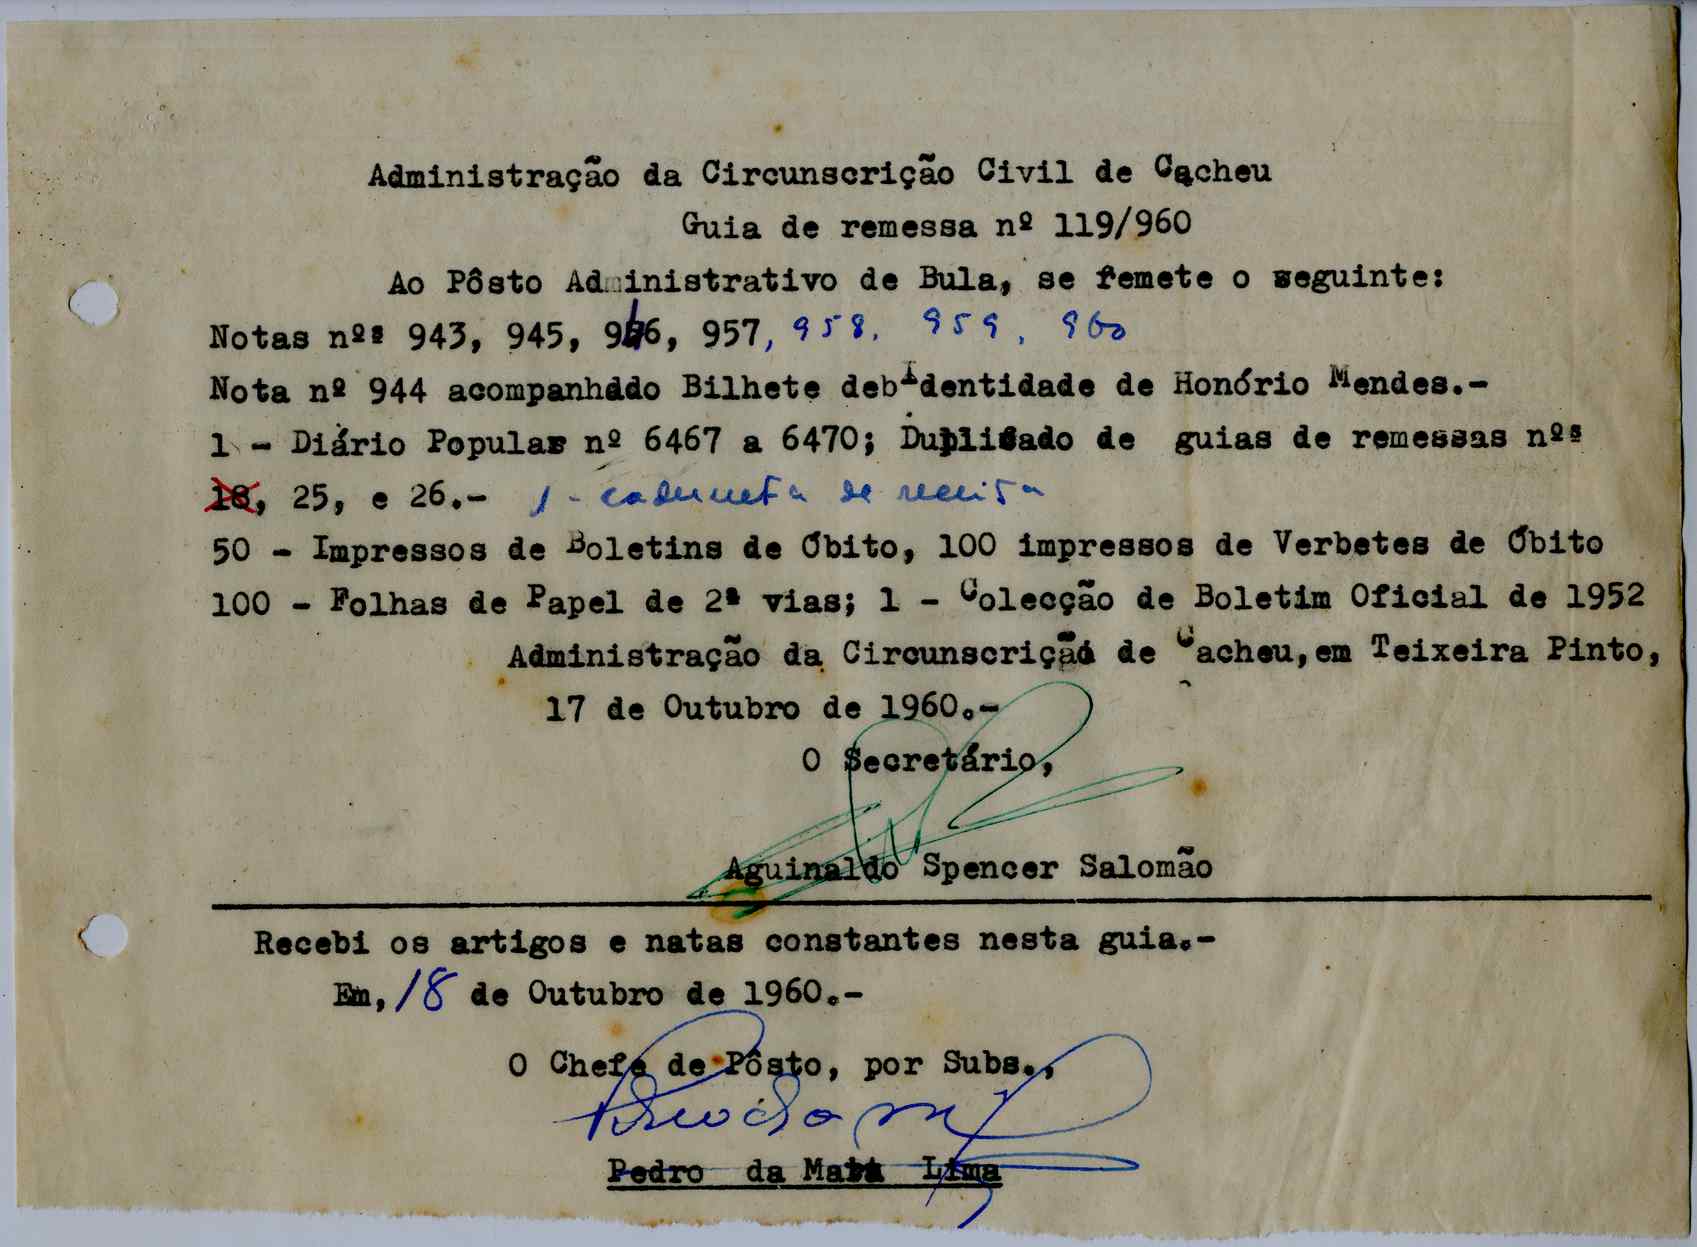 Administração da Circunscrição Civil de Cacheu
Guia de remessa nº 119/960
Ao Pôsto Administrativo de Bula, se remete o seguinte:
Notas nºs 943, 945, 946, 957, 958, 959, 960
Nota nº 944 acompanhado Bilhete deb Identidade de Honório Mendes.-
1 - Diário Popular nº 6467 a 6470; Duplicado de guias de remessas nºs
18, 25, e 26.- 1 - caderneta de receita
50 - Impressos de Boletins de Óbito, 100 impressos de Verbetes de Óbito
100 - Folhas de Papel de 2ª vias; 1 - Colecção de Boletim Oficial de 1952
Administração da Circunscrição de Cacheu, em Teixeira Pinto,
17 de Outubro de 1960.-
O Secretário,
Aguinaldo Spencer Salomão
Recebi os artigos e natas constantes nesta guia.-
Em, 18 de Outubro de 1960.-
O Chefe de Pôsto, por Subs.,
Pedro da Mata Lima